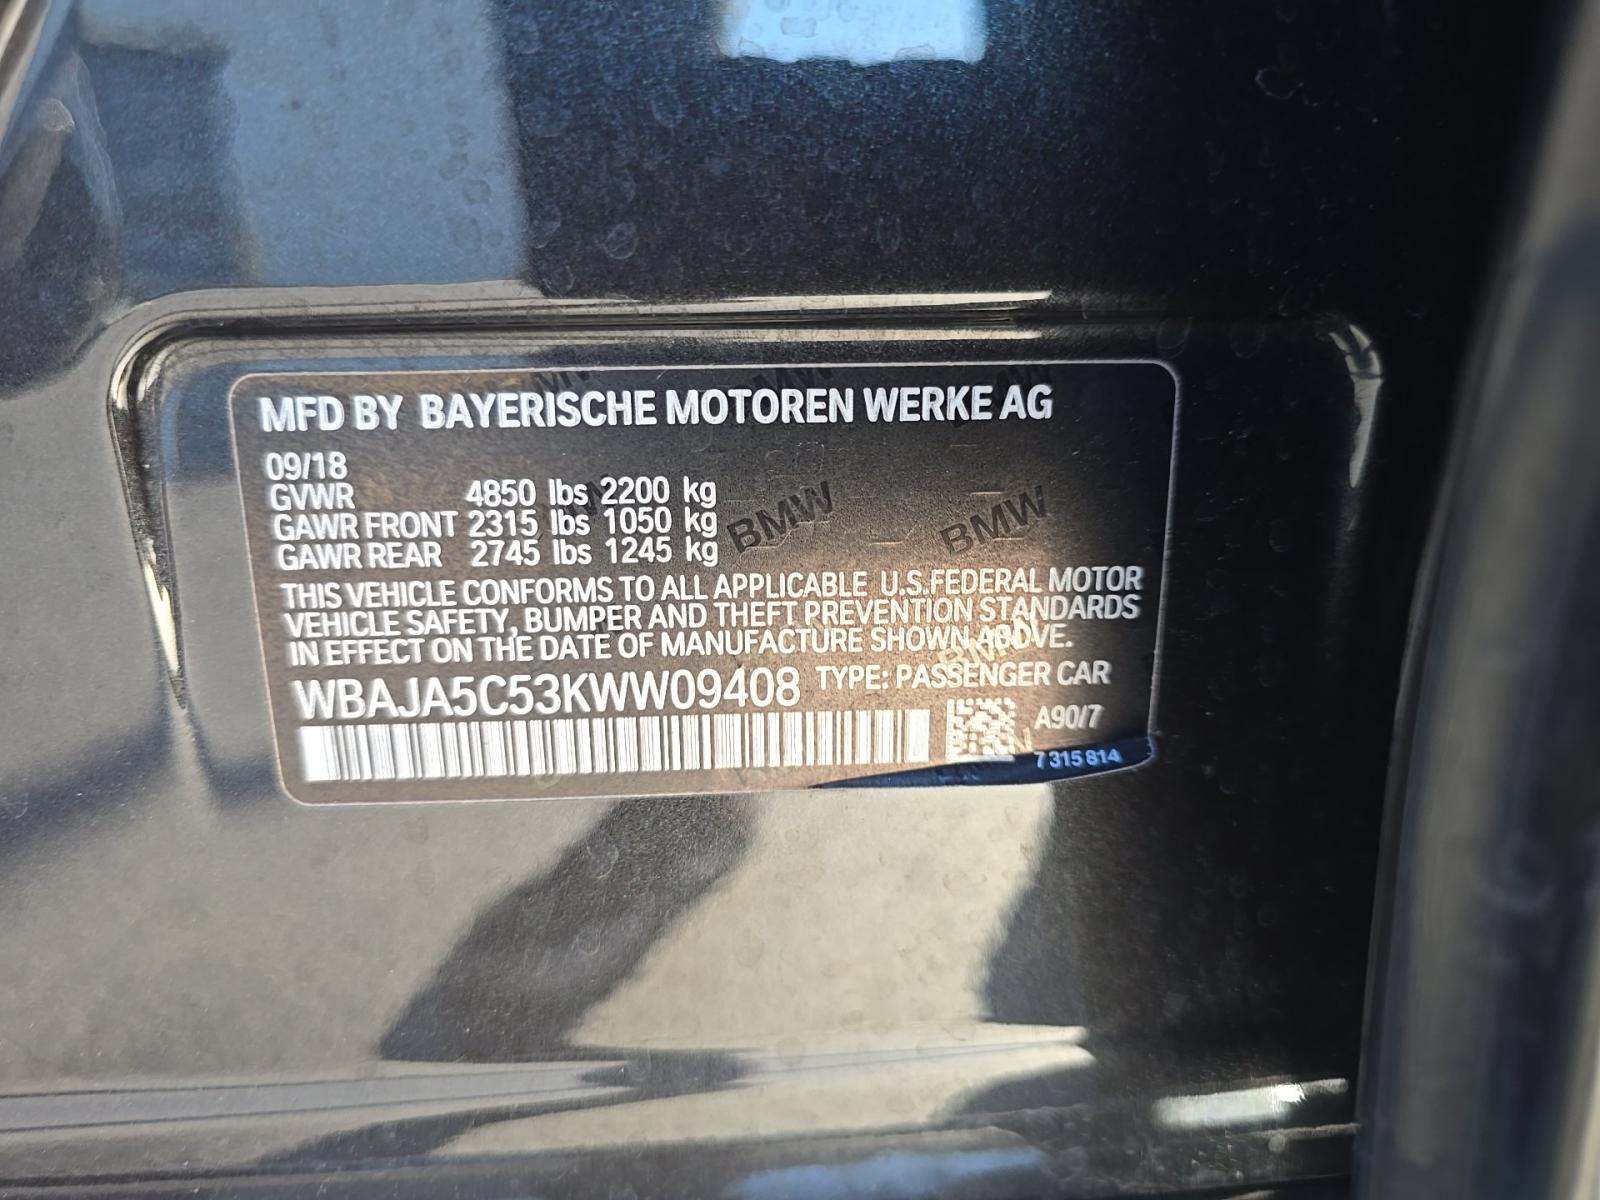 MFD BY BAYERISCHE MOTOREN WERKE AG
09/18
GVWR 4850 lbs 2200 kg
GAWR FRONT 2315 lbs 1050 kg
GAWR REAR 2745 lbs 1245 kg
THIS VEHICLE CONFORMS TO ALL APPLICABLE U.S.FEDERAL MOTOR
VEHICLE SAFETY, BUMPER AND THEFT PREVENTION STANDARDS
IN EFFECT ON THE DATE OF MANUFACTURE SHOWN ABOVE.
WBAJA5C53KWW09408 TYPE: PASSENGER CAR
A90/7
7 315 814
BMW
BMW
BMW